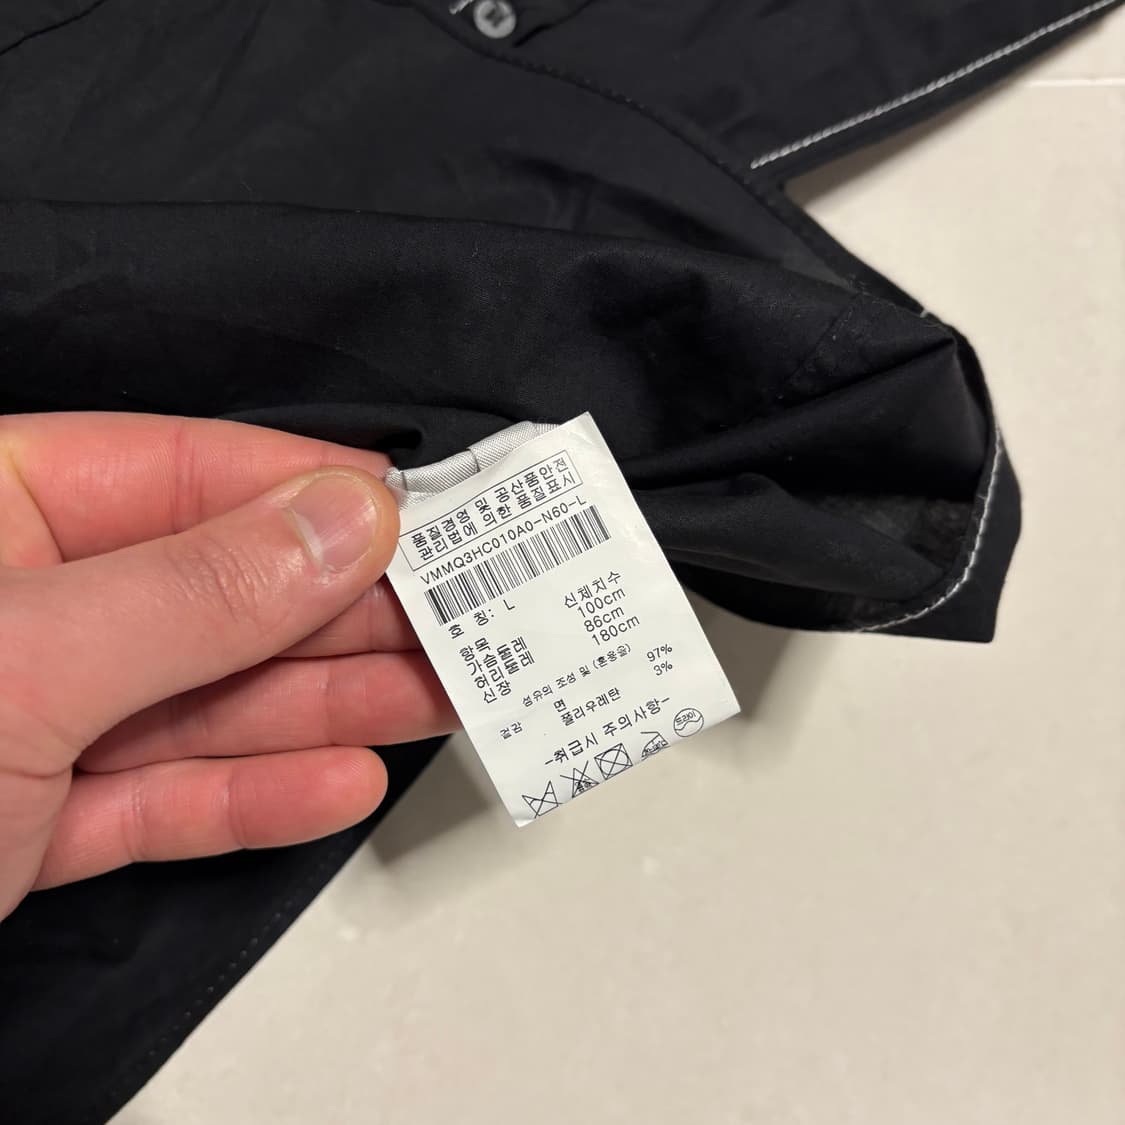 품질경영 및 공산품안전
관리법에 의한 품질표시
VMMQ3HC010A0-N60-L
호 칭: L 신체치수
가슴둘레 100cm
허리둘레 86cm
신장 180cm
섬유의 조성 및 (혼용율)
겉감 면 97%
폴리우레탄 3%
-취급시 주의사항-
드라이